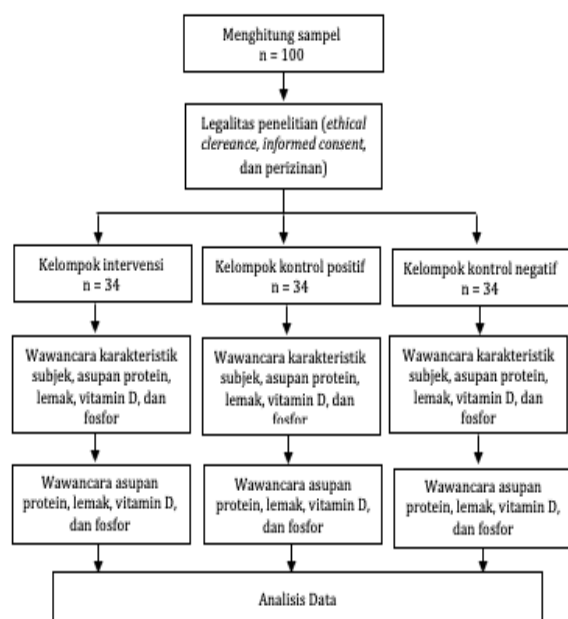 Menghitung sampel
n = 100
Legalitas penelitian (ethical
clereance, informed consent,
dan perizinan)
Kelompok intervensi
n = 34
Kelompok kontrol positif
n = 34
Kelompok kontrol negatif
n = 34
Wawancara karakteristik
subjek, asupan protein,
lemak, vitamin D, dan
fosfor
Wawancara karakteristik
subjek, asupan protein,
lemak, vitamin D, dan
fosfor
Wawancara karakteristik
subjek, asupan protein,
lemak, vitamin D, dan
fosfor
Wawancara asupan
protein, lemak, vitamin D,
dan fosfor
Wawancara asupan
protein, lemak, vitamin D,
dan fosfor
Wawancara asupan
protein, lemak, vitamin D,
dan fosfor
Analisis Data